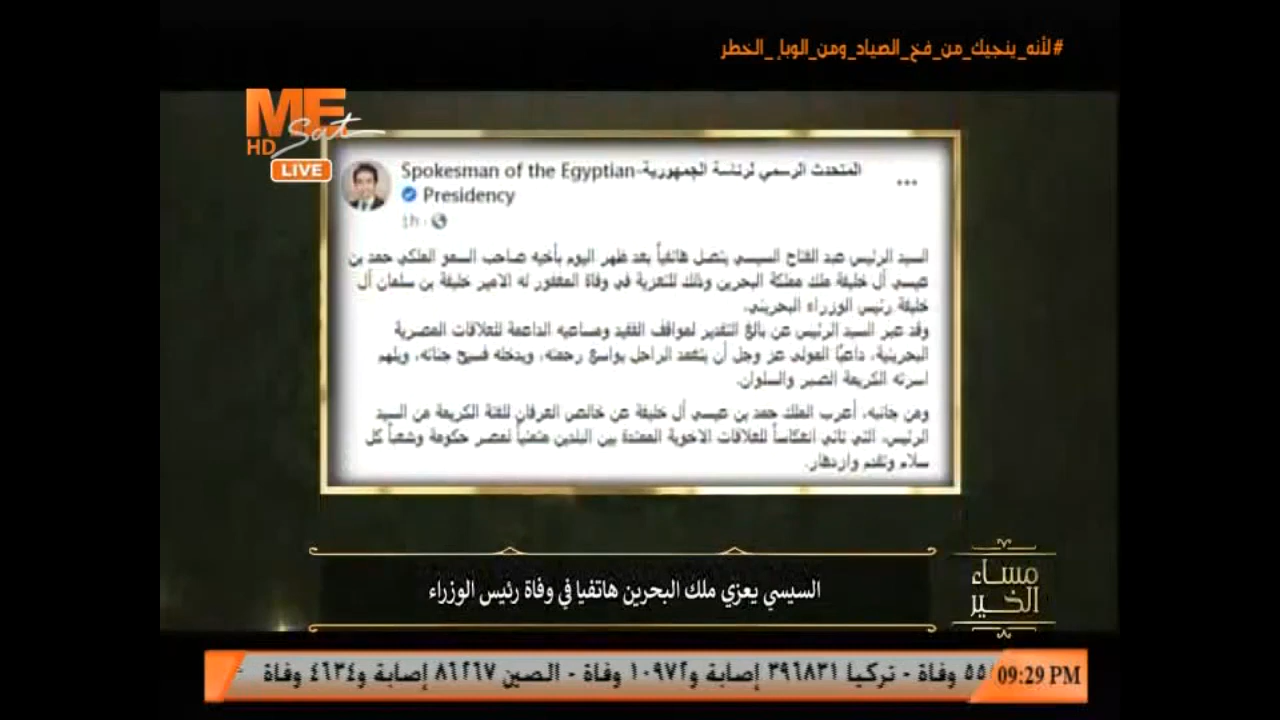 #لأنه_ينجيك_من_فخ_الصياد_ومن_الوبإ_الخطر
ME
Sat
HD
LIVE
المتحدث الرسمي لرئاسة الجمهورية-Spokesman of the Egyptian
Presidency
1h
السيد الرئيس عبد الفتاح السيسي يتصل هاتفياً بعد ظهر اليوم بأخيه صاحب السمو الملكي حمد بن
عيسى آل خليفة ملك مملكة البحرين وذلك للتعزية في وفاة المغفور له الامير خليفة بن سلمان آل
خليفة رئيس الوزراء البحريني.
وقد عبر السيد الرئيس عن بالغ التقدير لمواقف الفقيد ومساعيه الداعمة للعلاقات المصرية
البحرينية، داعيًا المولى عز وجل أن يتغمد الراحل بواسع رحمته، ويدخله فسيح جناته، ويلهم
اسرته الكريمة الصبر والسلوان.
ومن جانبه، أعرب الملك حمد بن عيسى آل خليفة عن خالص العرفان للفتة الكريمة من السيد
الرئيس، التي تأتي انعكاساً للعلاقات الاخوية الممتدة بين البلدين متمنياً لمصر حكومة وشعباً كل
سلام وتقدم وازدهار.
السيسي يعزي ملك البحرين هاتفيا في وفاة رئيس الوزراء
مساء
الخير
٥٥ وفاة - تركيا ٣٩٦٨٣١ إصابة و١٠٩٧٢ وفاة - الصين ٨٦٢٦٧ إصابة و٤٦٣٤ وفاة -
09:29 PM